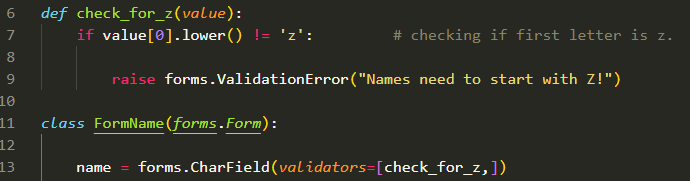 6 def check_for_z(value):
7 if value[0].lower() != 'z': # checking if first letter is z.
8
9 raise forms.ValidationError("Names need to start with Z!")
10
11 class FormName(forms.Form):
12
13 name = forms.CharField(validators=[check_for_z,])